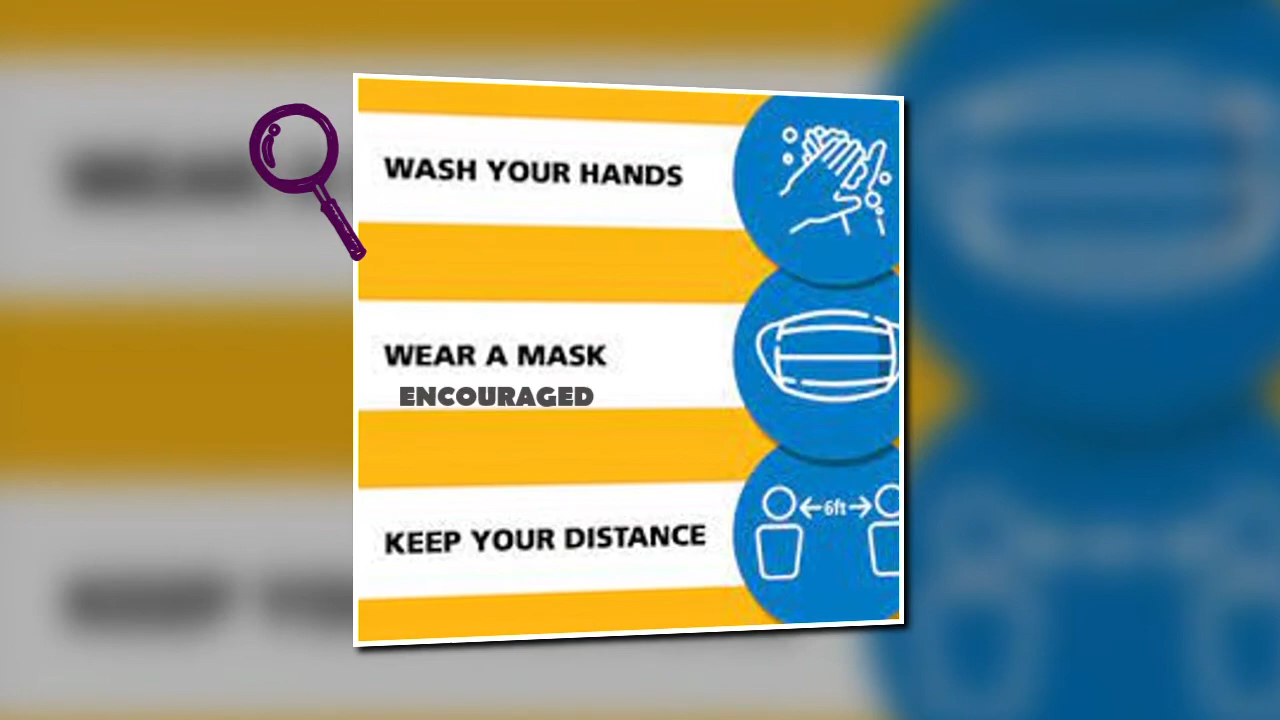 WASH YOUR HANDS
WEAR A MASK
ENCOURAGED
KEEP YOUR DISTANCE
6ft